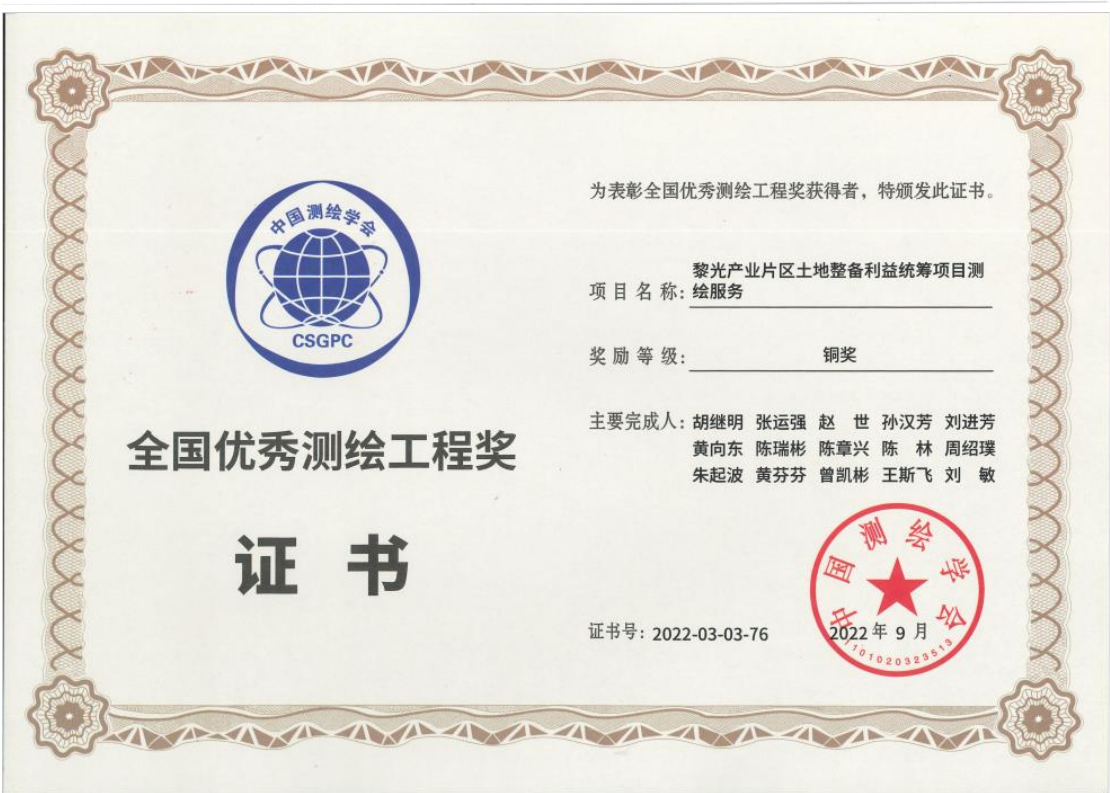 中国测绘学会
CSGPC
全国优秀测绘工程奖
证 书
为表彰全国优秀测绘工程奖获得者，特颁发此证书。
黎光产业片区土地整备利益统筹项目测
项目名称: 绘服务
奖励等级: 铜奖
主要完成人: 胡继明 张运强 赵 世 孙汉芳 刘进芳
黄向东 陈瑞彬 陈章兴 陈 林 周绍璞
朱起波 黄芬芬 曾凯彬 王斯飞 刘 敏
中国测绘学会
证书号: 2022-03-03-76
2022年9月
1101020323513